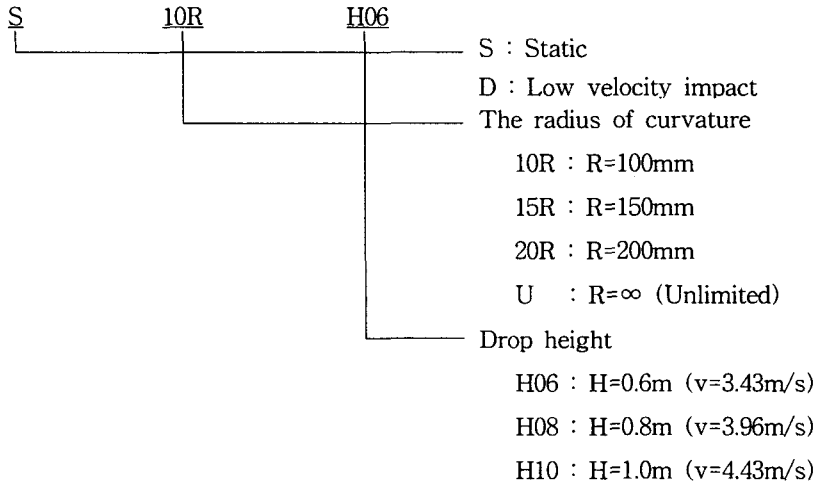 S 10R H06
S : Static
D : Low velocity impact
The radius of curvature
10R : R=100mm
15R : R=150mm
20R : R=200mm
U : R=∞ (Unlimited)
Drop height
H06 : H=0.6m (v=3.43m/s)
H08 : H=0.8m (v=3.96m/s)
H10 : H=1.0m (v=4.43m/s)